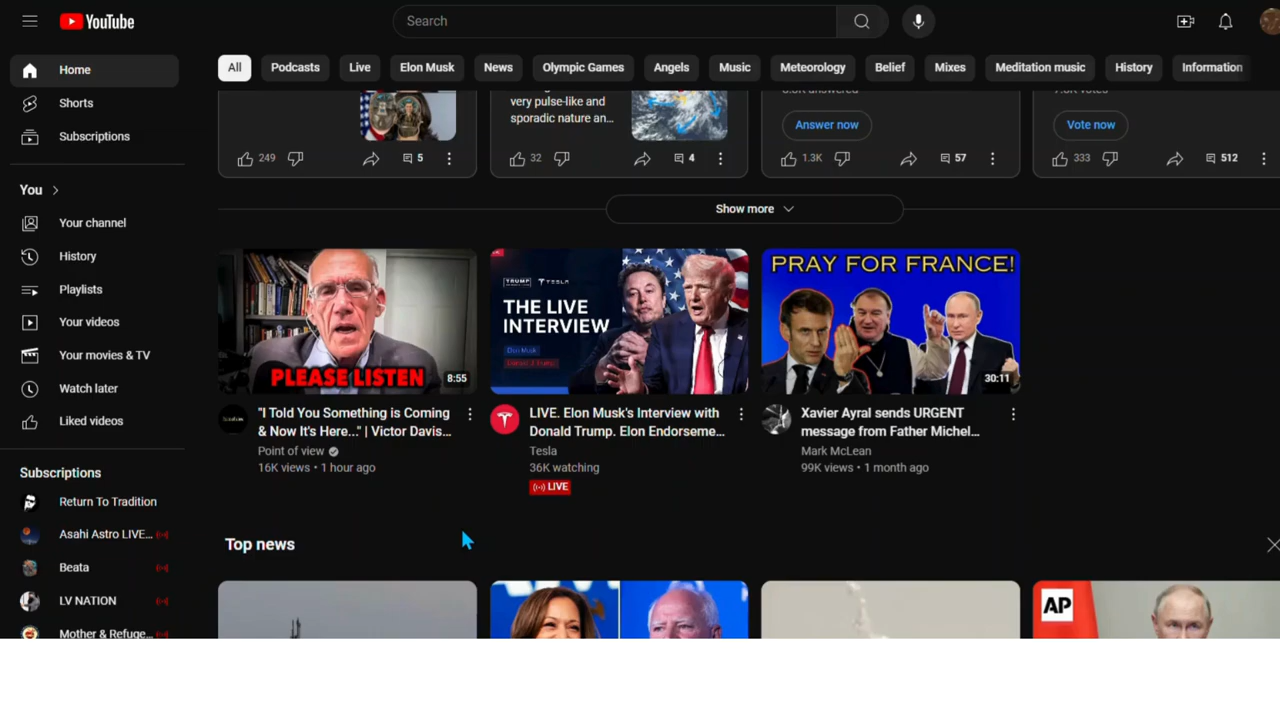 YouTube
Search
Home
Shorts
Subscriptions
You
Your channel
History
Playlists
Your videos
Your movies & TV
Watch later
Liked videos
Subscriptions
Return To Tradition
Asahi Astro LIVE...
Beata
LV NATION
Mother & Refuge...
All Podcasts Live Elon Musk News Olympic Games Angels Music Meteorology Belief Mixes Meditation music History Information
very pulse-like and
sporadic nature an...
Answer now
Vote now
249 5 32 4 1.3K 57 333 512
Show more
PLEASE LISTEN
8:55
"I Told You Something is Coming
& Now It's Here..." | Victor Davis...
Point of view
16K views • 1 hour ago
TRUMP TESLA
THE LIVE
INTERVIEW
Elon Musk
LIVE. Elon Musk's Interview with
Donald Trump. Elon Endorseme...
Tesla
36K watching
LIVE
PRAY FOR FRANCE!
30:11
Xavier Ayral sends URGENT
message from Father Michel...
Mark McLean
99K views • 1 month ago
Top news
AP